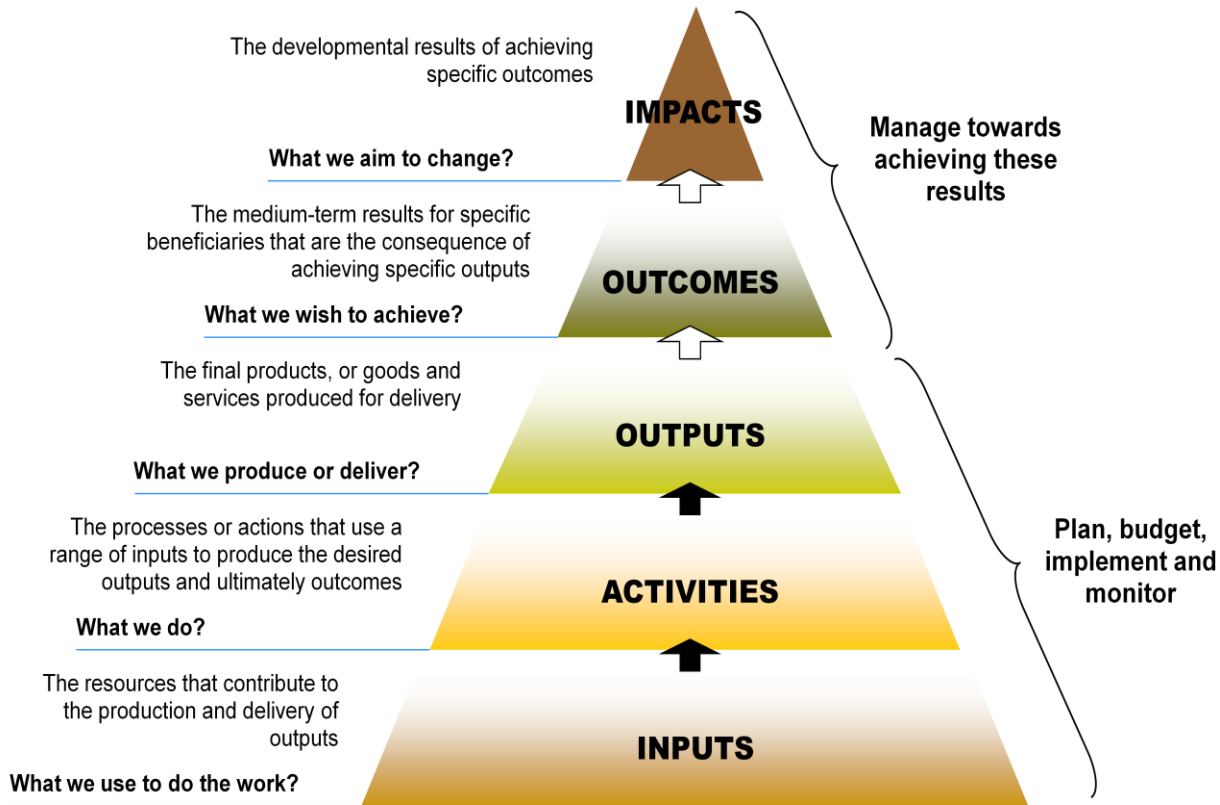 The developmental results of achieving
specific outcomes
IMPACTS
What we aim to change?
Manage towards
achieving these
results
The medium-term results for specific
beneficiaries that are the consequence of
achieving specific outputs
OUTCOMES
What we wish to achieve?
The final products, or goods and
services produced for delivery
OUTPUTS
What we produce or deliver?
The processes or actions that use a
range of inputs to produce the desired
outputs and ultimately outcomes
ACTIVITIES
What we do?
Plan, budget,
implement and
monitor
The resources that contribute to
the production and delivery of
outputs
INPUTS
What we use to do the work?